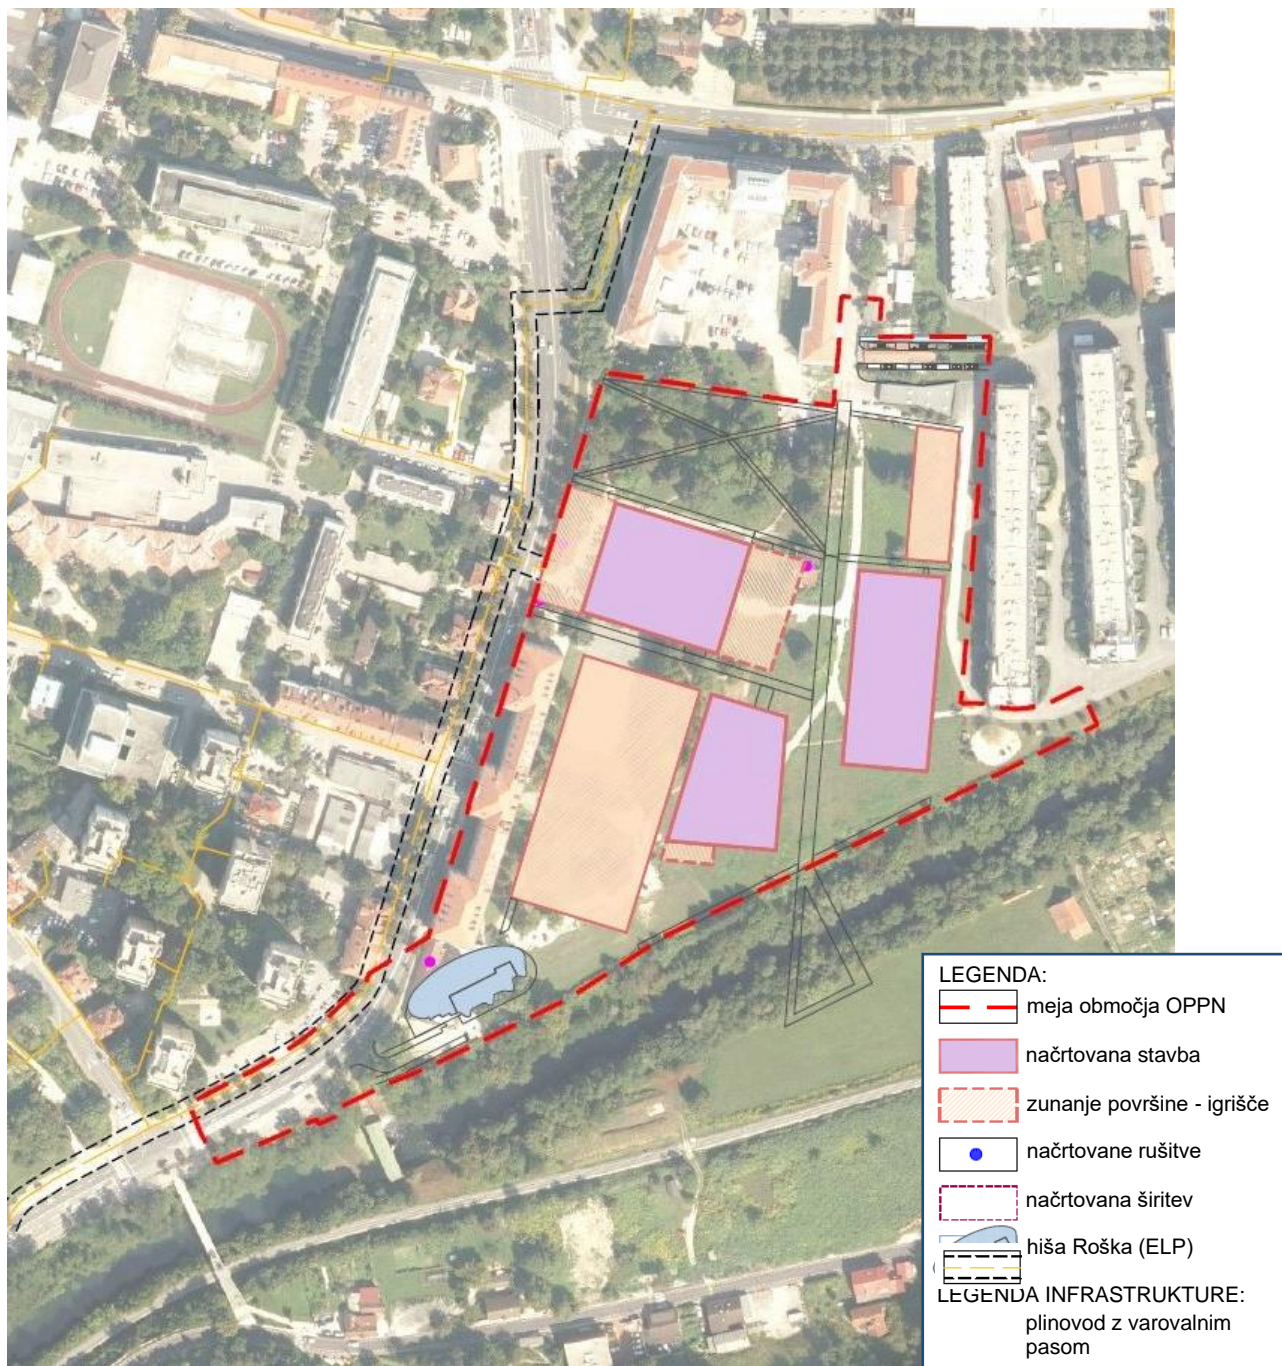 LEGENDA:
meja območja OPPN
načrtovana stavba
zunanje površine - igrišče
načrtovane rušitve
načrtovana širitev
hiša Roška (ELP)
LEGENDA INFRASTRUKTURE:
plinovod z varovalnim
pasom